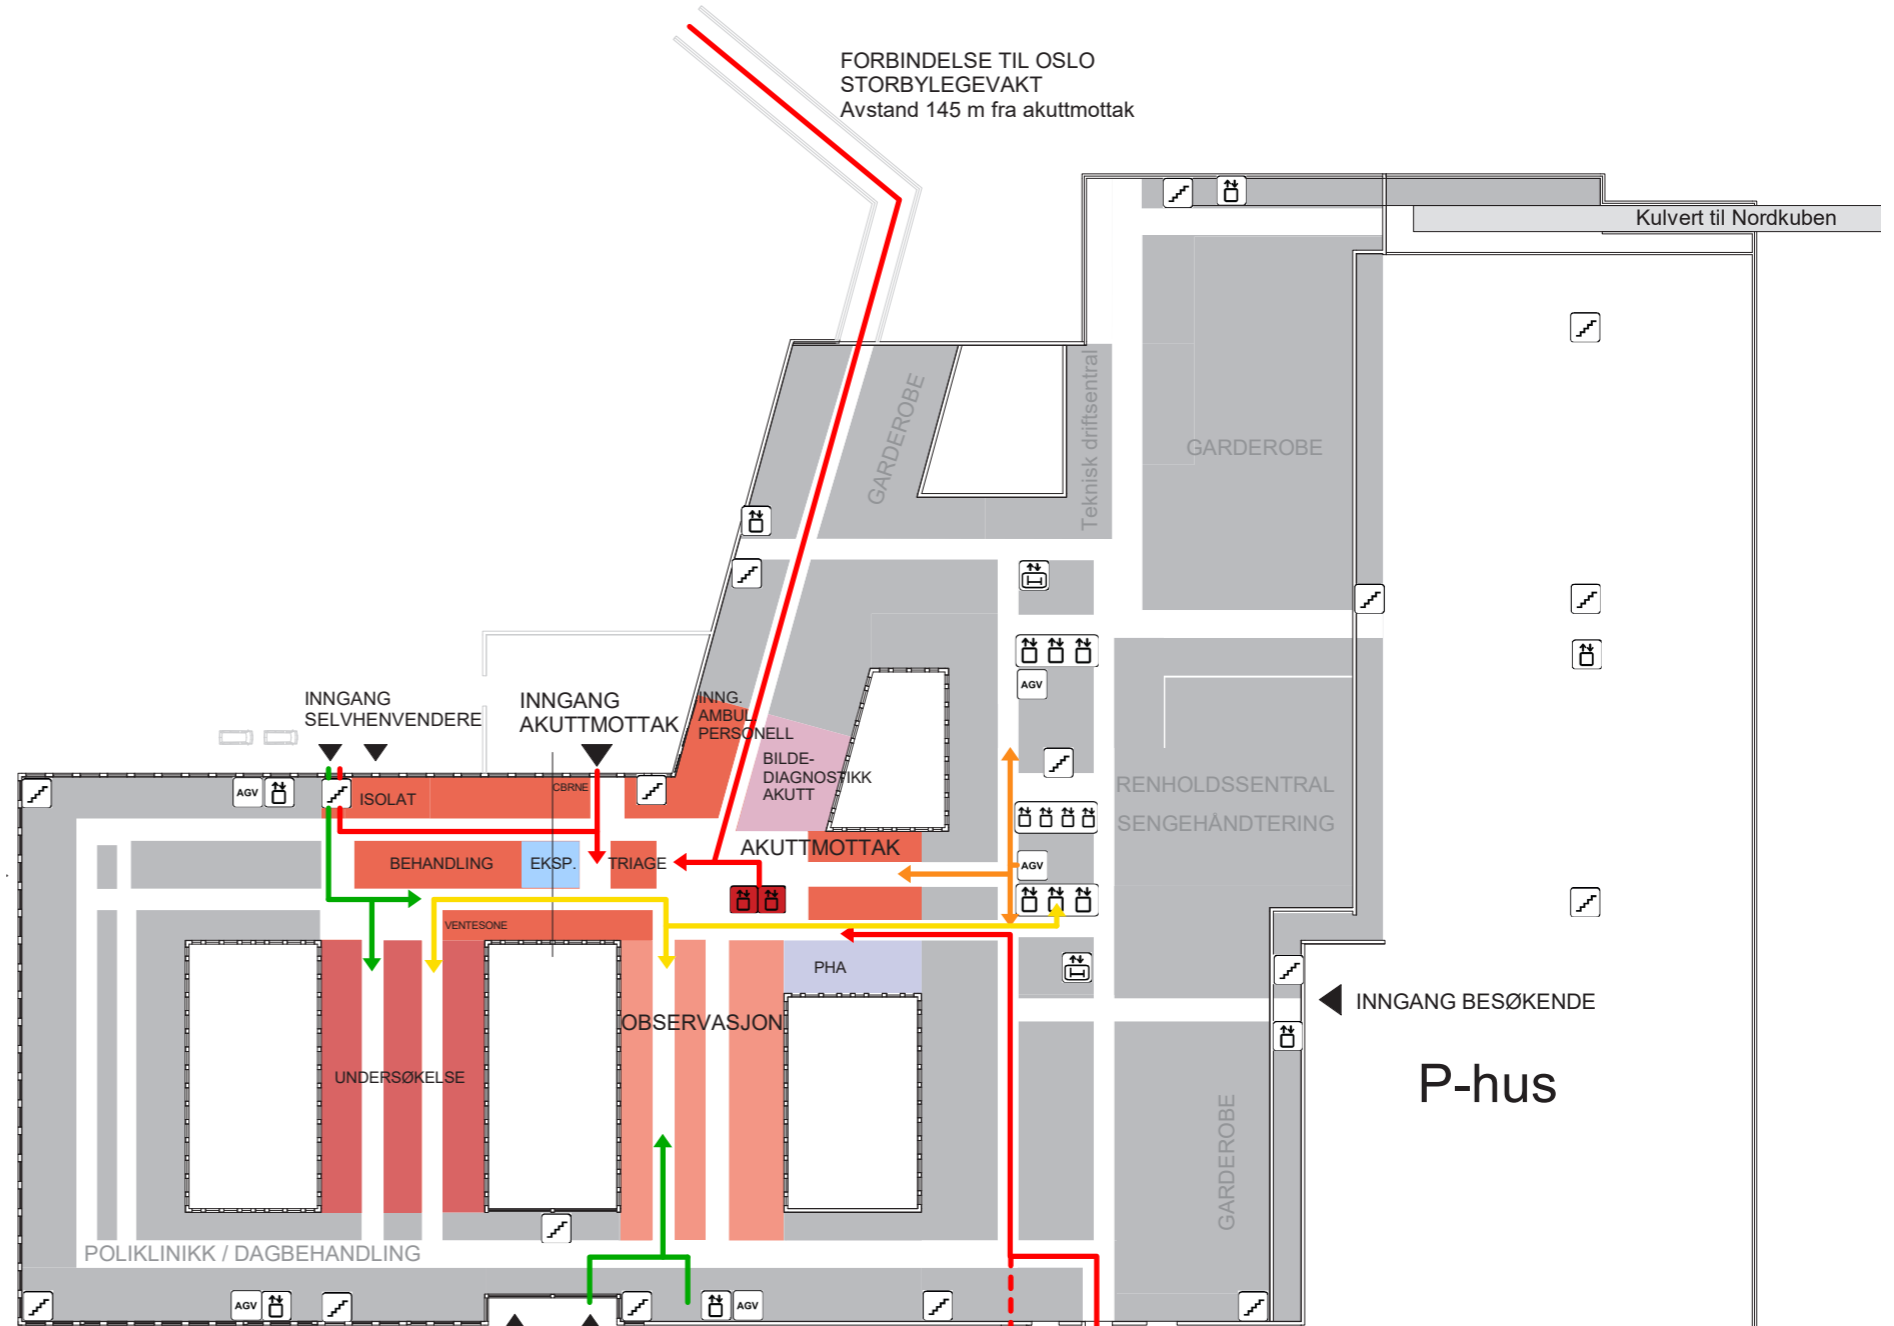 FORBINDELSE TIL OSLO
STORBYLEGEVAKT
Avstand 145 m fra akuttmottak
Kulvert til Nordkuben
GARDEROBE
Teknisk driftsentral
GARDEROBE
INNGANG
SELVHENVENDERE
INNGANG
AKUTTMOTTAK
INNG.
AMBUL.
PERSONELL
BILDE-
DIAGNOSTIKK
AKUTT
AGV
RENHOLDSSENTRAL
SENGEHÅNDTERING
AGV
ISOLAT
CBRNE
AKUTTMOTTAK
BEHANDLING
EKSP.
TRIAGE
AGV
VENTESONE
PHA
INNGANG BESØKENDE
OBSERVASJON
UNDERSØKELSE
P-hus
GARDEROBE
POLIKLINIKK / DAGBEHANDLING
AGV
AGV